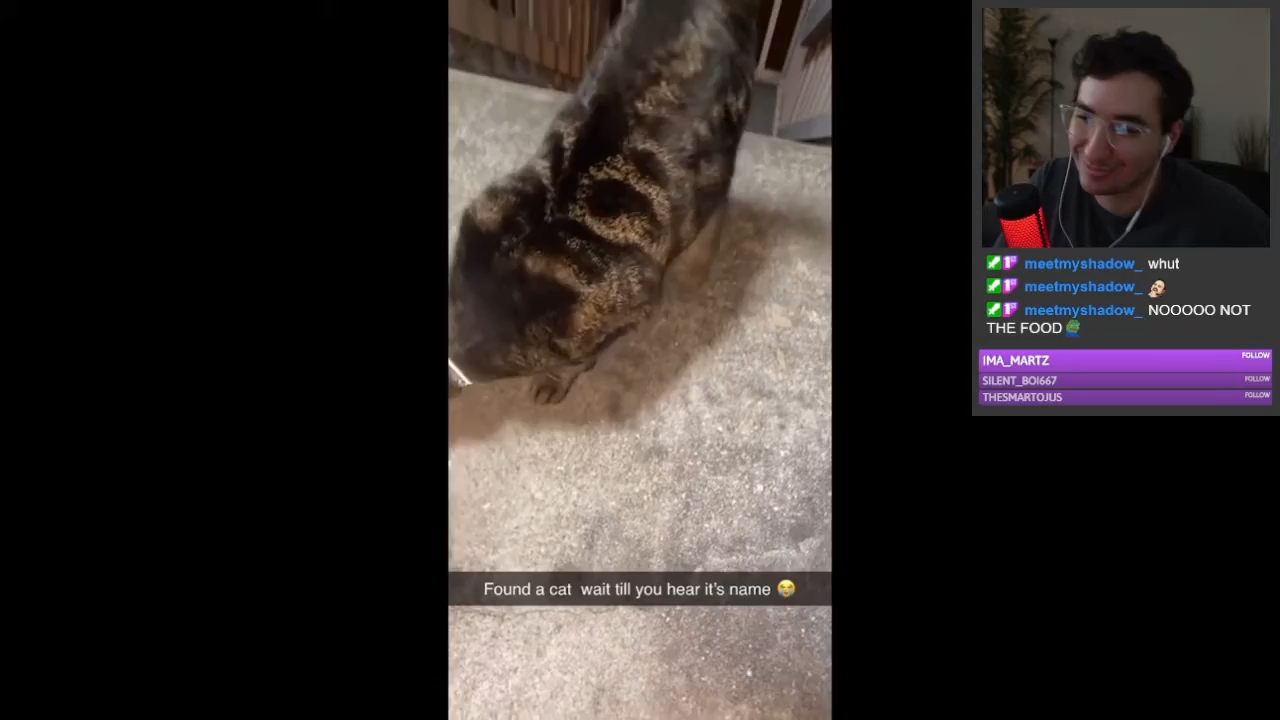 meetmyshadow_ whut
meetmyshadow_
meetmyshadow_ NOOOOO NOT
THE FOOD
IMA_MARTZ FOLLOW
SILENT_BOI667 FOLLOW
THESMARTOJUS FOLLOW
Found a cat wait till you hear it's name